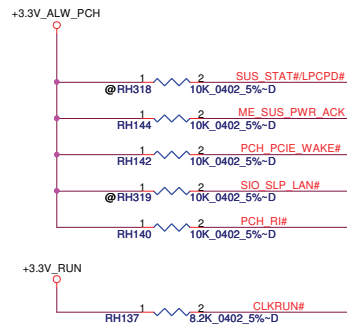 +3.3V_ALW_PCH
1 2 SUS_STAT#/LPCPD#
@RH318 10K_0402_5%~D
1 2 ME_SUS_PWR_ACK
RH144 10K_0402_5%~D
1 2 PCH_PCIE_WAKE#
RH142 10K_0402_5%~D
1 2 SIO_SLP_LAN#
@RH319 10K_0402_5%~D
1 2 PCH_RI#
RH140 10K_0402_5%~D
+3.3V_RUN
1 2 CLKRUN#
RH137 8.2K_0402_5%~D